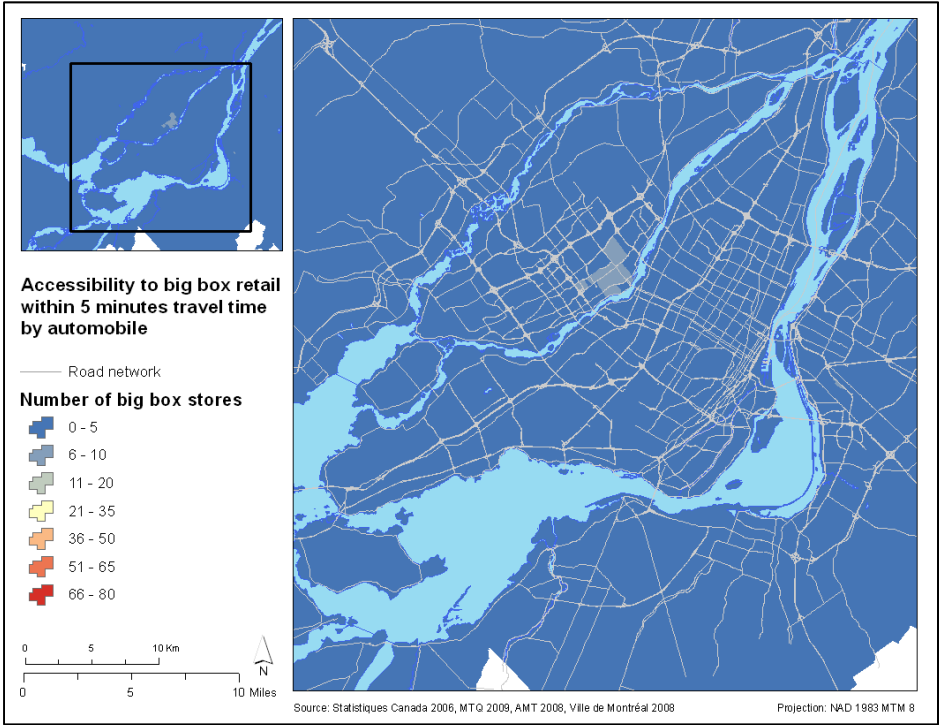 Accessibility to big box retail
within 5 minutes travel time
by automobile
Road network
Number of big box stores
0 - 5
6 - 10
11 - 20
21 - 35
36 - 50
51 - 65
66 - 80
0 5 10 Km
N
0 5 10 Miles
Source: Statistiques Canada 2006, MTQ 2009, AMT 2008, Ville de Montréal 2008
Projection: NAD 1983 MTM 8